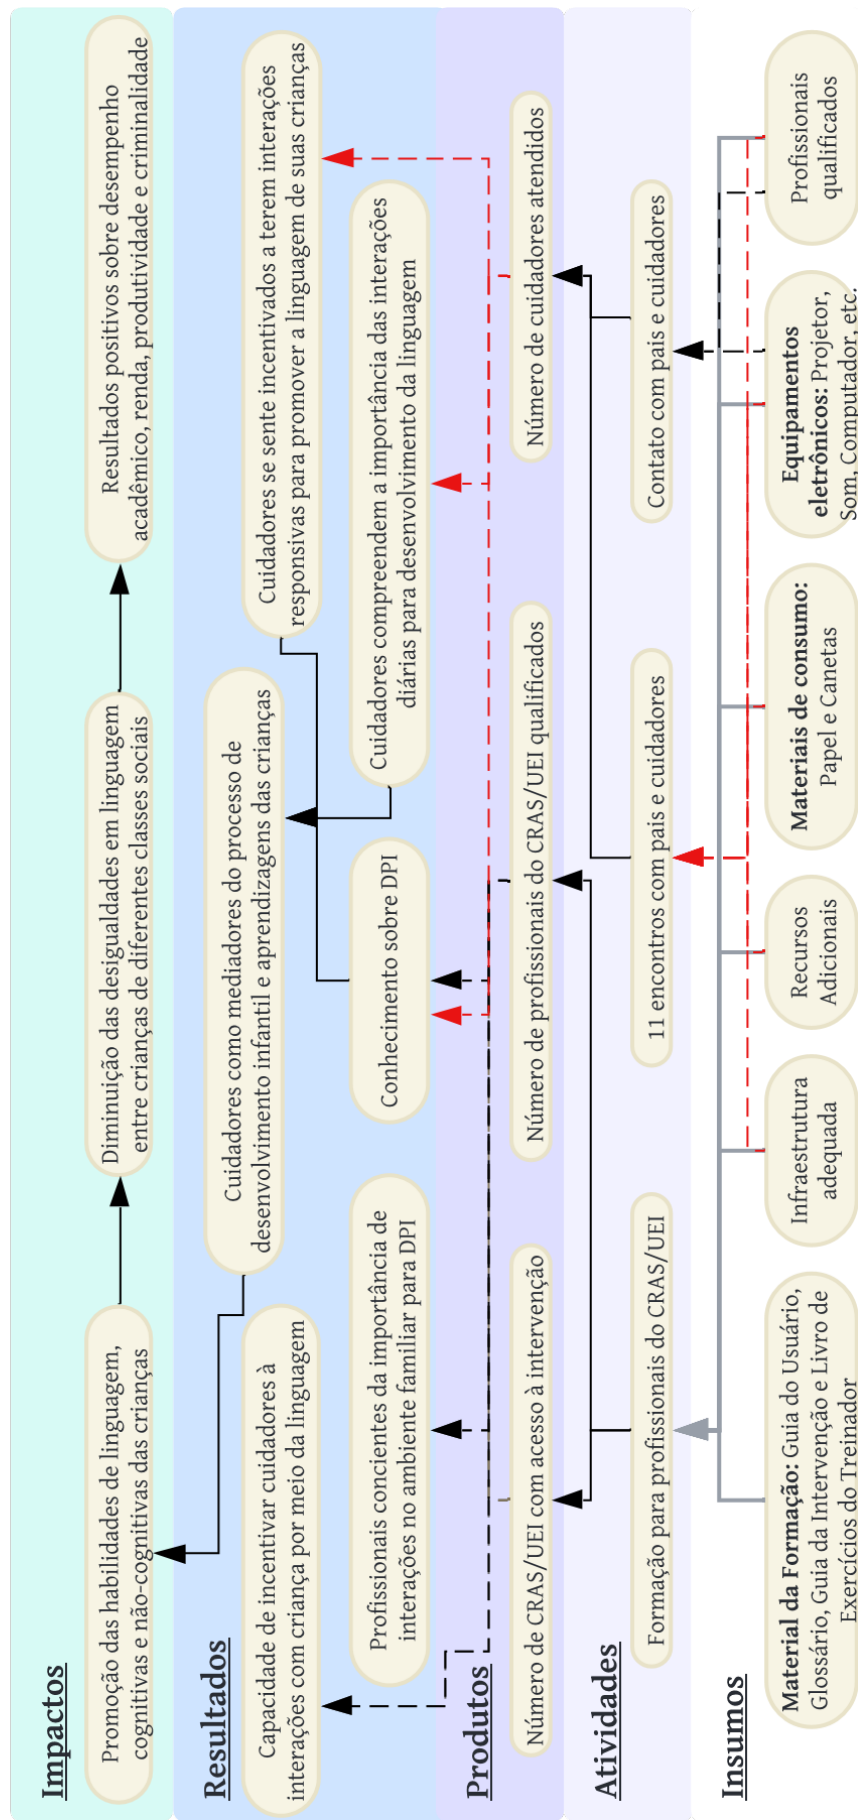 Impactos
Promoção das habilidades de linguagem,
cognitivas e não-cognitivas das crianças
Diminuição das desigualdades em linguagem
entre crianças de diferentes classes sociais
Resultados positivos sobre desempenho
acadêmico, renda, produtividade e criminalidade
Resultados
Cuidadores como mediadores do processo de
desenvolvimento infantil e aprendizagens das crianças
Capacidade de incentivar cuidadores à
interações com criança por meio da linguagem
Cuidadores se sente incentivados a terem interações
responsivas para promover a linguagem de suas crianças
Profissionais concientes da importância de
interações no ambiente familiar para DPI
Conhecimento sobre DPI
Cuidadores compreendem a importância das interações
diárias para desenvolvimento da linguagem
Produtos
Número de CRAS/UEI com acesso à intervenção
Número de profissionais do CRAS/UEI qualificados
Número de cuidadores atendidos
Atividades
Formação para profissionais do CRAS/UEI
11 encontros com pais e cuidadores
Contato com pais e cuidadores
Insumos
Material da Formação: Guia do Usuário,
Glossário, Guia da Intervenção e Livro de
Exercícios do Treinador
Infraestrutura
adequada
Recursos
Adicionais
Materiais de consumo:
Papel e Canetas
Equipamentos
eletrônicos: Projetor,
Som, Computador, etc.
Profissionais
qualificados